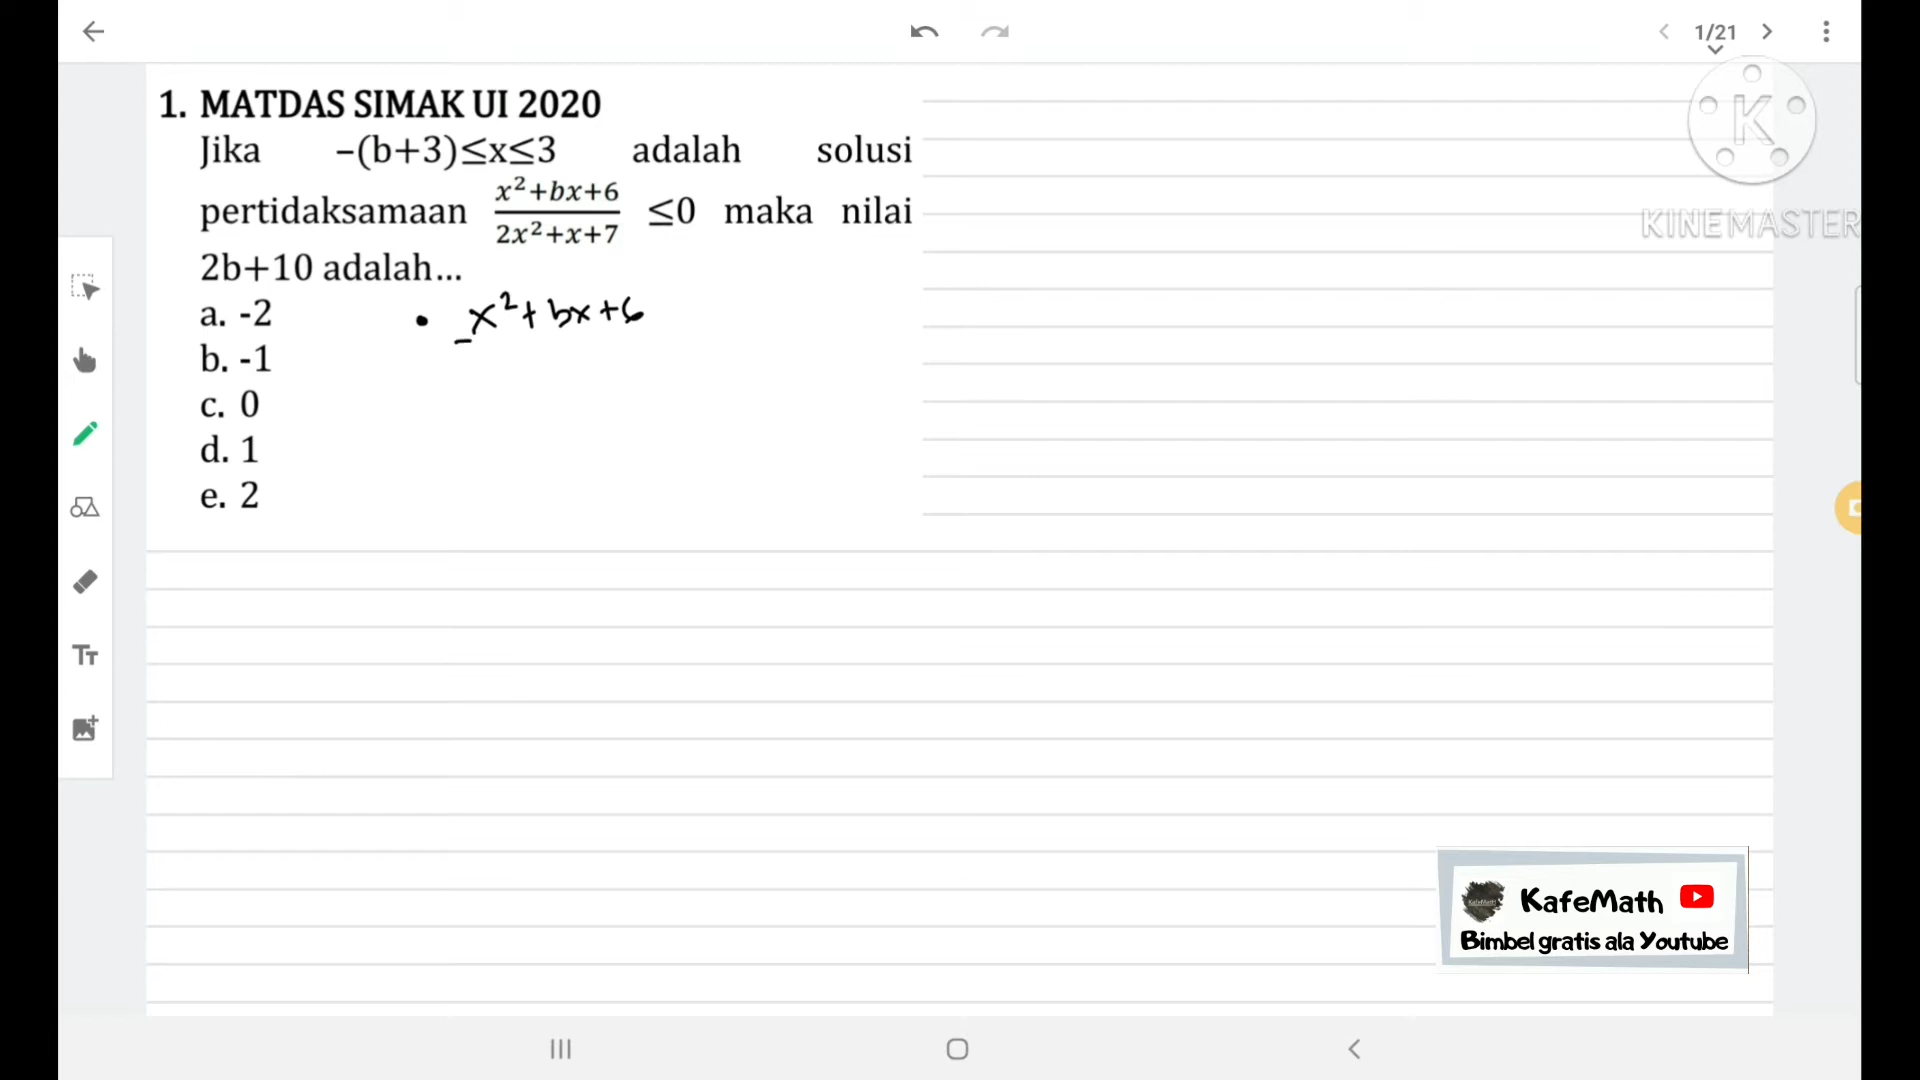 1/21
1. MATDAS SIMAK UI 2020
Jika −(b+3)≤x≤3 adalah solusi
pertidaksamaan \frac{x²+bx+6}{2x²+x+7} ≤0 maka nilai
2b+10 adalah...
a. -2
b. -1
c. 0
d. 1
e. 2
• x²+bx+6
K
KINEMASTER
Tт
KafeMath
Bimbel gratis ala Youtube